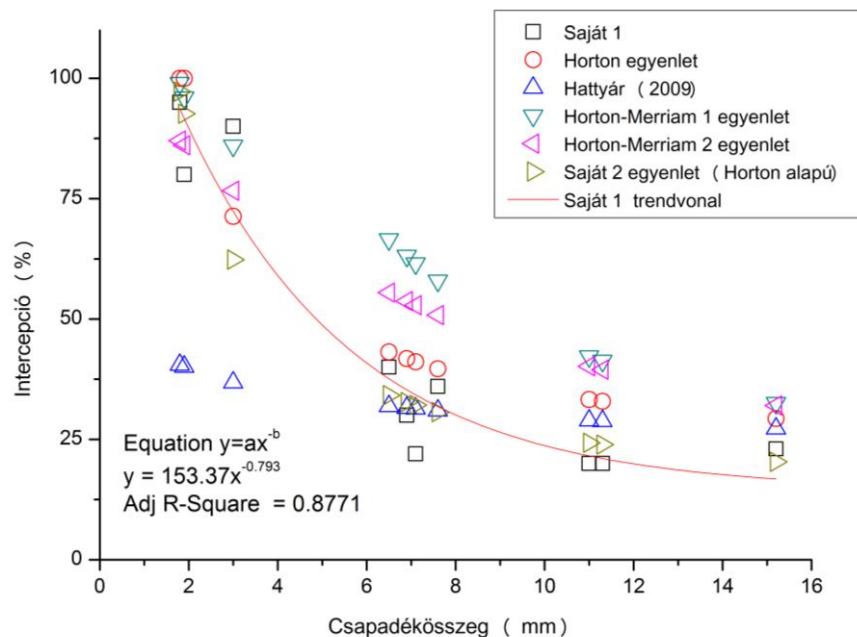 Saját 1
Horton egyenlet
Hattyár ( 2009)
Horton-Merriam 1 egyenlet
Horton-Merriam 2 egyenlet
Saját 2 egyenlet ( Horton alapú)
Saját 1 trendvonal
100
75
50
25
0
Intercepció ( %)
Equation y=ax^-b
y = 153.37x^-0.793
Adj R-Square = 0.8771
0 2 4 6 8 10 12 14 16
Csapadékösszeg ( mm)